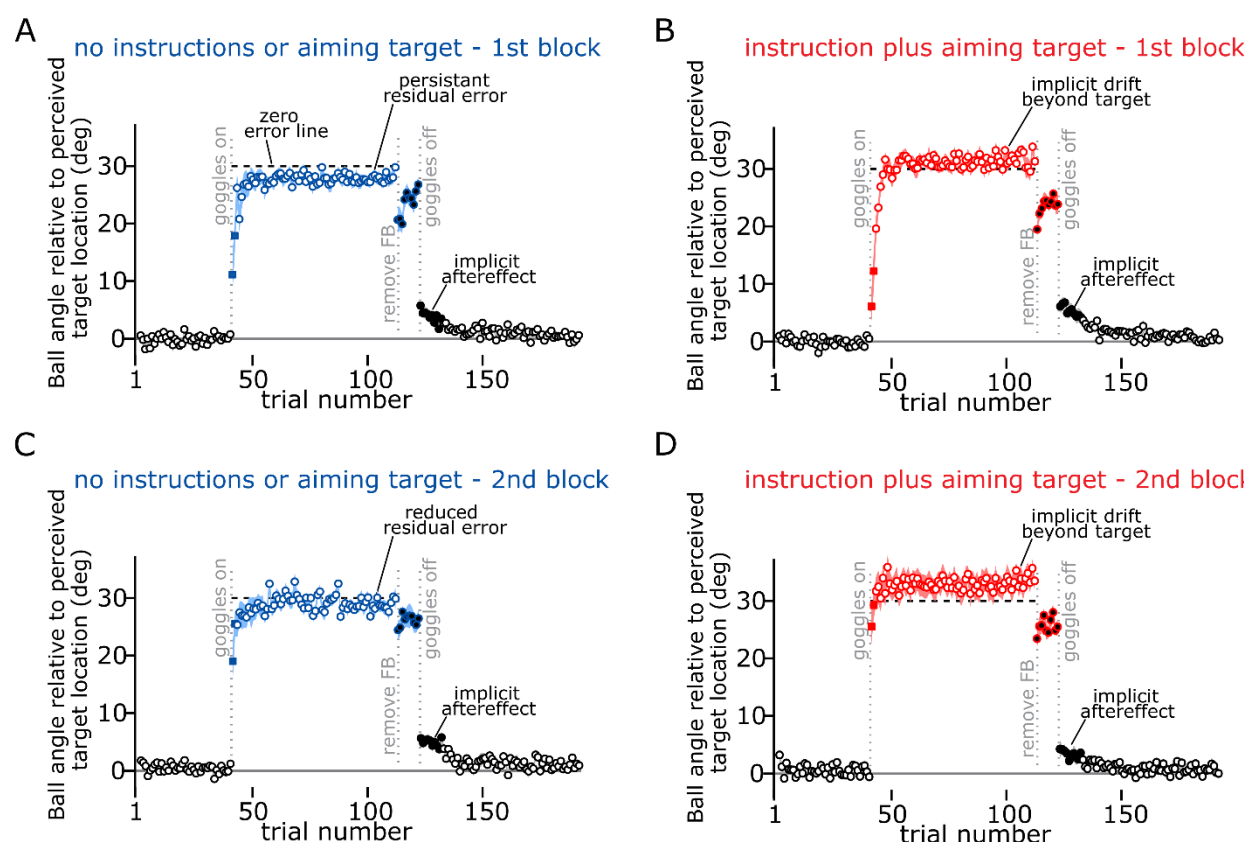 A
no instructions or aiming target - 1st block
Ball angle relative to perceived
target location (deg)
30
20
10
0
goggles on
zero
error line
persistant
residual error
remove FB
goggles off
implicit
aftereffect
1
50
100
150
trial number
B
instruction plus aiming target - 1st block
Ball angle relative to perceived
target location (deg)
30
20
10
0
goggles on
implicit drift
beyond target
remove FB
goggles off
implicit
aftereffect
1
50
100
150
trial number
C
no instructions or aiming target - 2nd block
Ball angle relative to perceived
target location (deg)
30
20
10
0
goggles on
reduced
residual error
remove FB
goggles off
implicit
aftereffect
1
50
100
150
trial number
D
instruction plus aiming target - 2nd block
Ball angle relative to perceived
target location (deg)
30
20
10
0
goggles on
implicit drift
beyond target
remove FB
goggles off
implicit
aftereffect
1
50
100
150
trial number